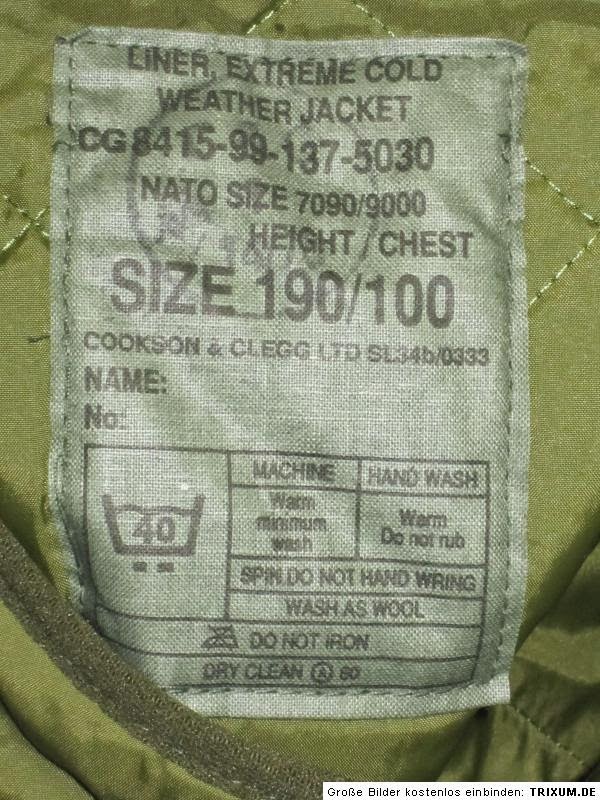 LINER, EXTREME COLD
WEATHER JACKET
CG 8415-99-137-5030
NATO SIZE 7090/9000
HEIGHT / CHEST
SIZE 190/100
COOKSON & CLEGG LTD SL34b/0333
NAME:
No:
MACHINE HAND WASH
40
Warm
minimum
wash
Warm
Do not rub
SPIN.DO NOT HAND WRING
WASH AS WOOL
DO NOT IRON
DRY CLEAN A 60
Große Bilder kostenlos einbinden: TRIXUM.DE